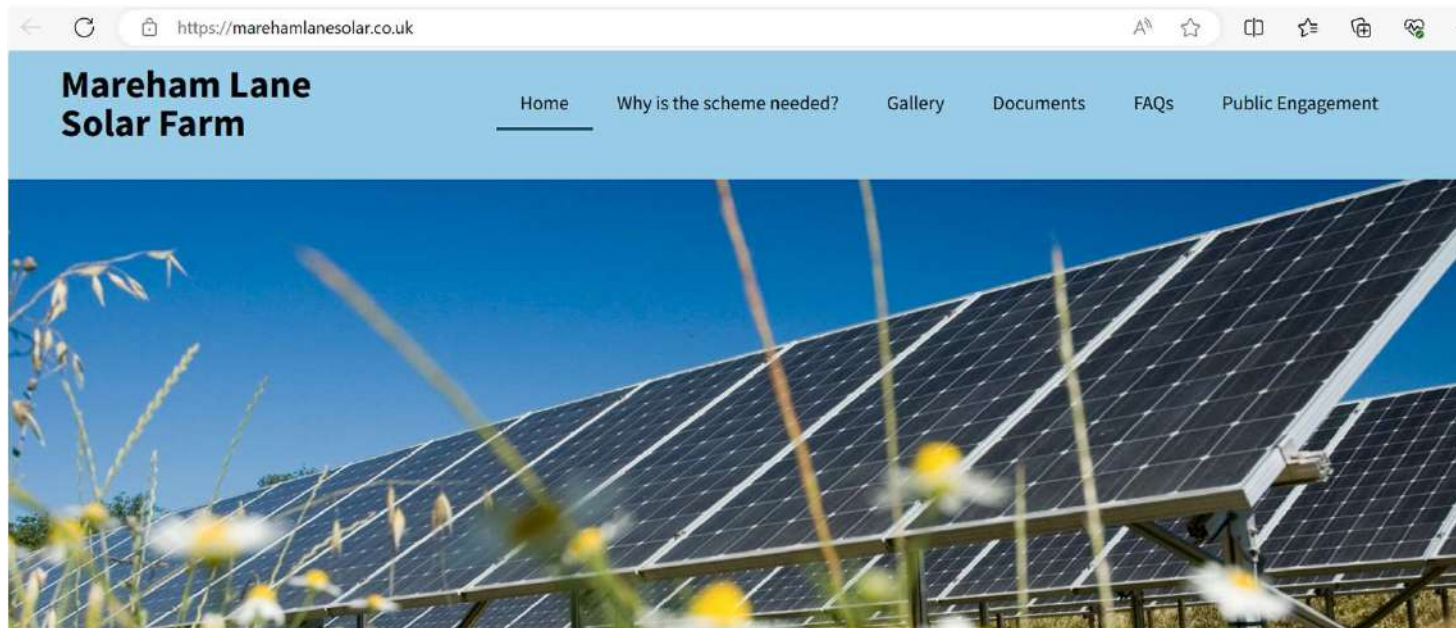 https://marehamlanesolar.co.uk
Mareham Lane
Solar Farm
Home Why is the scheme needed? Gallery Documents FAQs Public Engagement